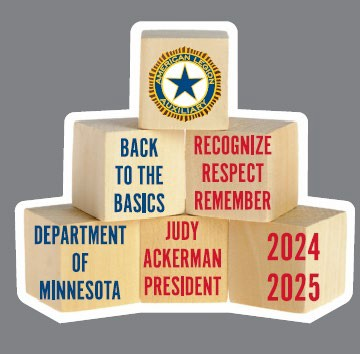 AMERICAN LEGION
AUXILIARY
BACK
TO THE
BASICS
RECOGNIZE
RESPECT
REMEMBER
DEPARTMENT
OF
MINNESOTA
JUDY
ACKERMAN
PRESIDENT
2024
2025